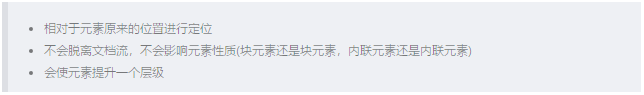 相对于元素原来的位置进行定位
不会脱离文档流，不会影响元素性质(块元素还是块元素，内联元素还是内联元素)
会使元素提升一个层级